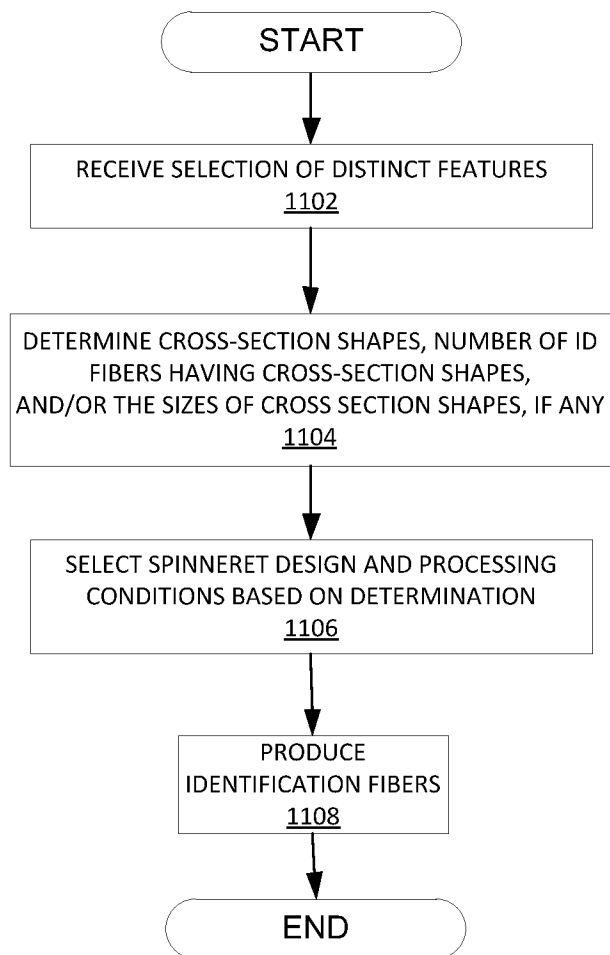 START
RECEIVE SELECTION OF DISTINCT FEATURES
1102
DETERMINE CROSS-SECTION SHAPES, NUMBER OF ID
FIBERS HAVING CROSS-SECTION SHAPES,
AND/OR THE SIZES OF CROSS SECTION SHAPES, IF ANY
1104
SELECT SPINNERET DESIGN AND PROCESSING
CONDITIONS BASED ON DETERMINATION
1106
PRODUCE
IDENTIFICATION FIBERS
1108
END